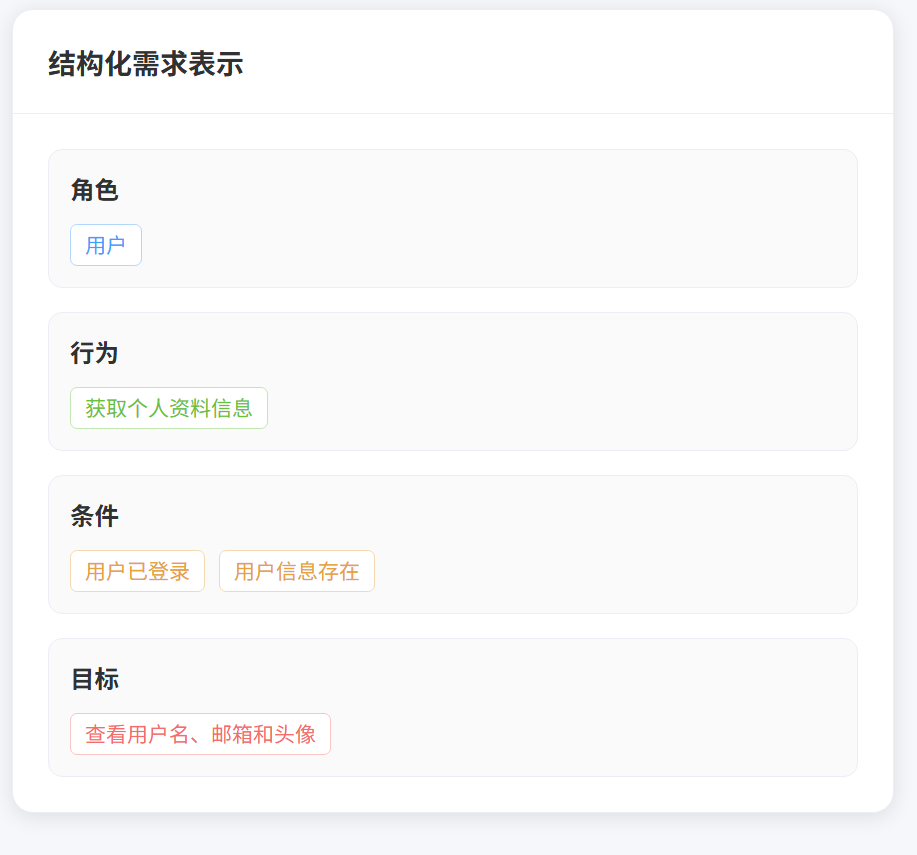 结构化需求表示
角色
用户
行为
获取个人资料信息
条件
用户已登录 用户信息存在
目标
查看用户名、邮箱和头像